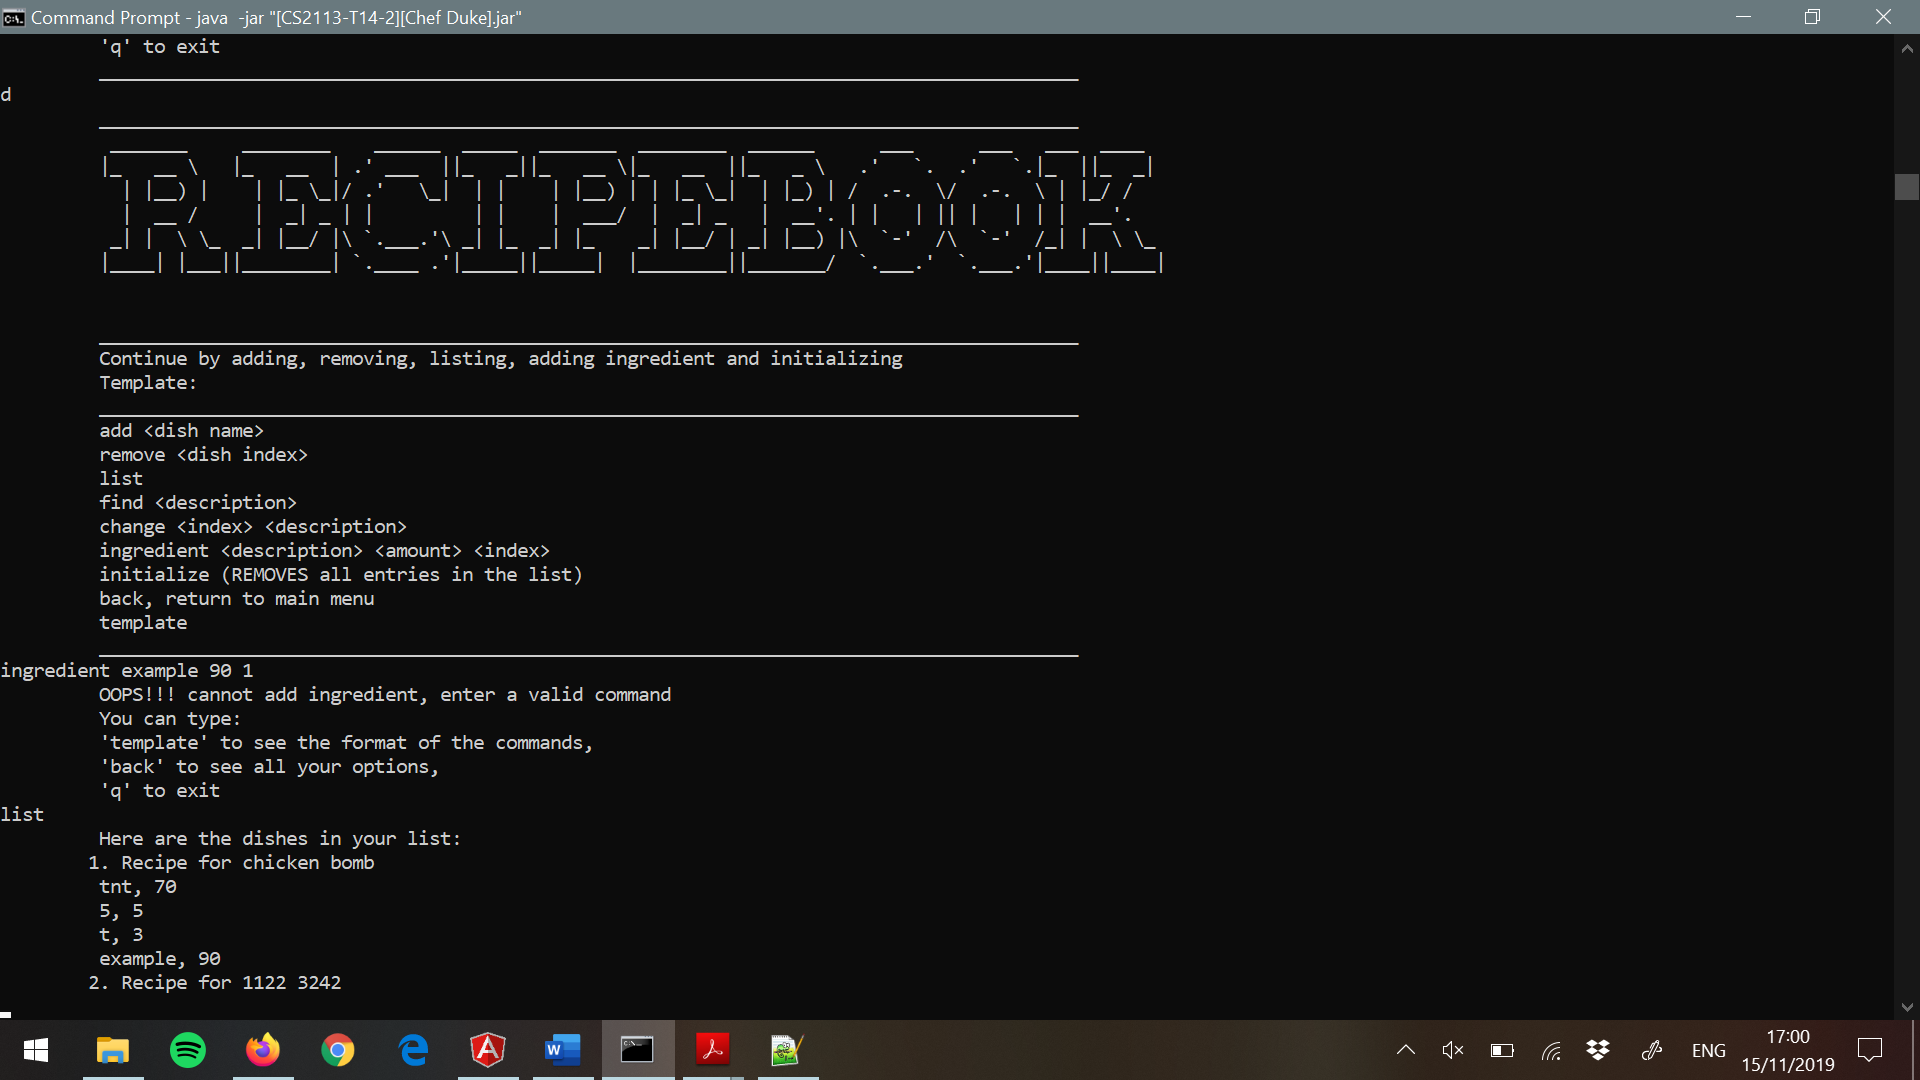 Command Prompt - java  -jar "[CS2113-T14-2][Chef Duke].jar"
'q' to exit
d
RECIPEBOOK
Continue by adding, removing, listing, adding ingredient and initializing
Template:
add <dish name>
remove <dish index>
list
find <description>
change <index> <description>
ingredient <description> <amount> <index>
initialize (REMOVES all entries in the list)
back, return to main menu
template
ingredient example 90 1
OOPS!!! cannot add ingredient, enter a valid command
You can type:
'template' to see the format of the commands,
'back' to see all your options,
'q' to exit
list
Here are the dishes in your list:
1. Recipe for chicken bomb
tnt, 70
5, 5
t, 3
example, 90
2. Recipe for 1122 3242
ENG
17:00
15/11/2019